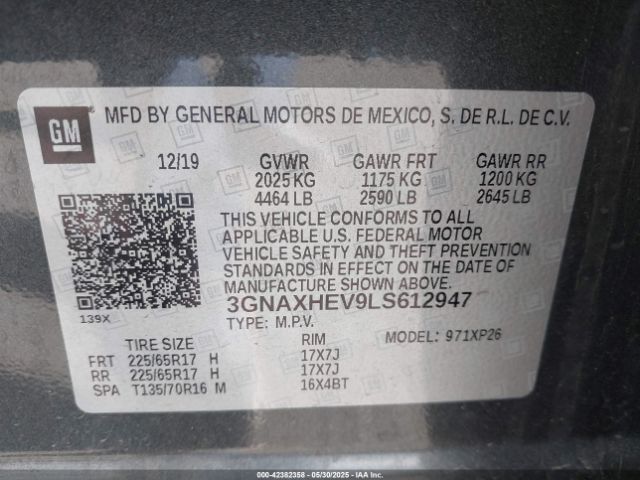 GM MFD BY GENERAL MOTORS DE MEXICO, S. DE R.L. DE C.V.
12/19 GVWR GAWR FRT GAWR RR
2025 KG 1175 KG 1200 KG
4464 LB 2590 LB 2645 LB
THIS VEHICLE CONFORMS TO ALL
APPLICABLE U.S. FEDERAL MOTOR
VEHICLE SAFETY AND THEFT PREVENTION
STANDARDS IN EFFECT ON THE DATE OF
MANUFACTURE SHOWN ABOVE.
139X 3GNAXHEV9LS612947
TYPE: M.P.V. MODEL: 971XP26
TIRE SIZE RIM
FRT 225/65R17 H 17X7J
RR 225/65R17 H 17X7J
SPA T135/70R16 M 16X4BT
000-42382358 - 05/30/2025 - IAAI, Inc.